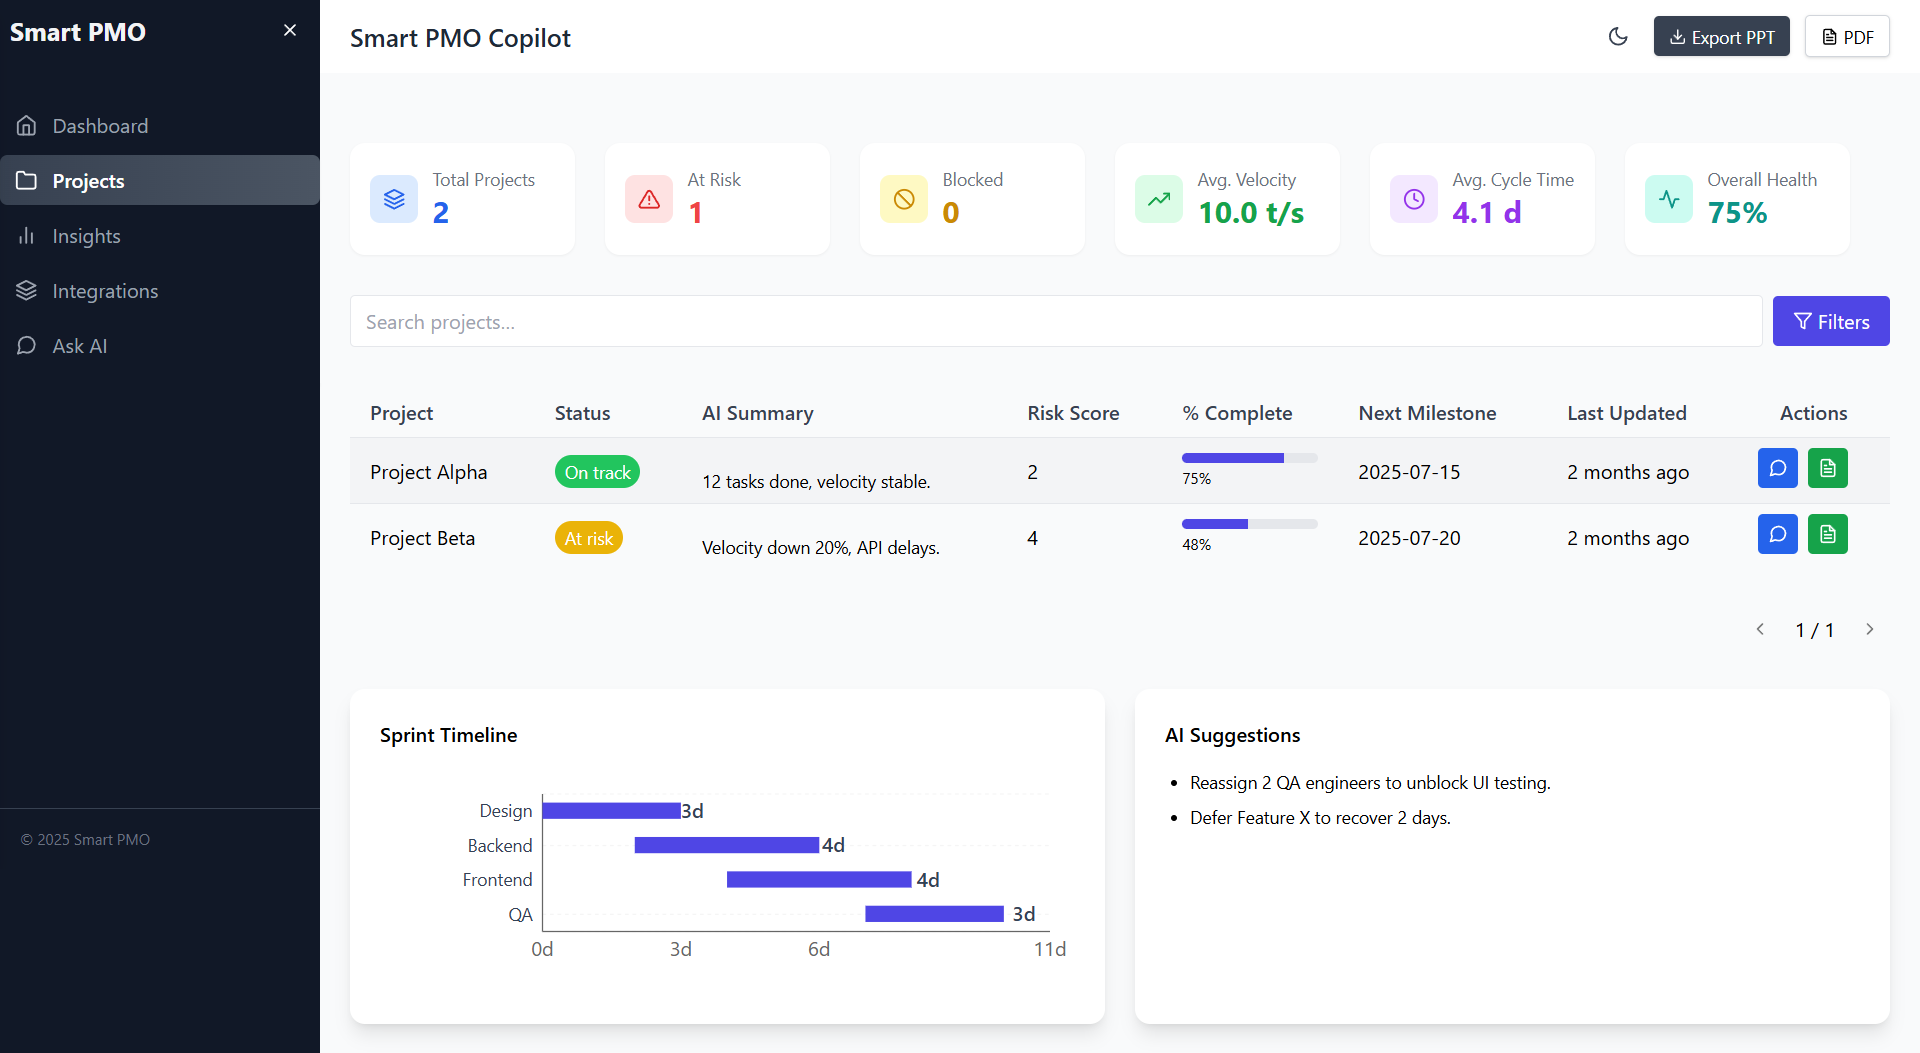 Smart PMO
Dashboard
Projects
Insights
Integrations
Ask AI
© 2025 Smart PMO
Smart PMO Copilot
Export PPT
PDF
Total Projects
2
At Risk
1
Blocked
0
Avg. Velocity
10.0 t/s
Avg. Cycle Time
4.1 d
Overall Health
75%
Search projects...
Filters
Project Status AI Summary Risk Score % Complete Next Milestone Last Updated Actions
Project Alpha On track 12 tasks done, velocity stable. 2 75% 2025-07-15 2 months ago
Project Beta At risk Velocity down 20%, API delays. 4 48% 2025-07-20 2 months ago
1 / 1
Sprint Timeline
Design 3d
Backend 4d
Frontend 4d
QA 3d
0d 3d 6d 11d
AI Suggestions
Reassign 2 QA engineers to unblock UI testing.
Defer Feature X to recover 2 days.